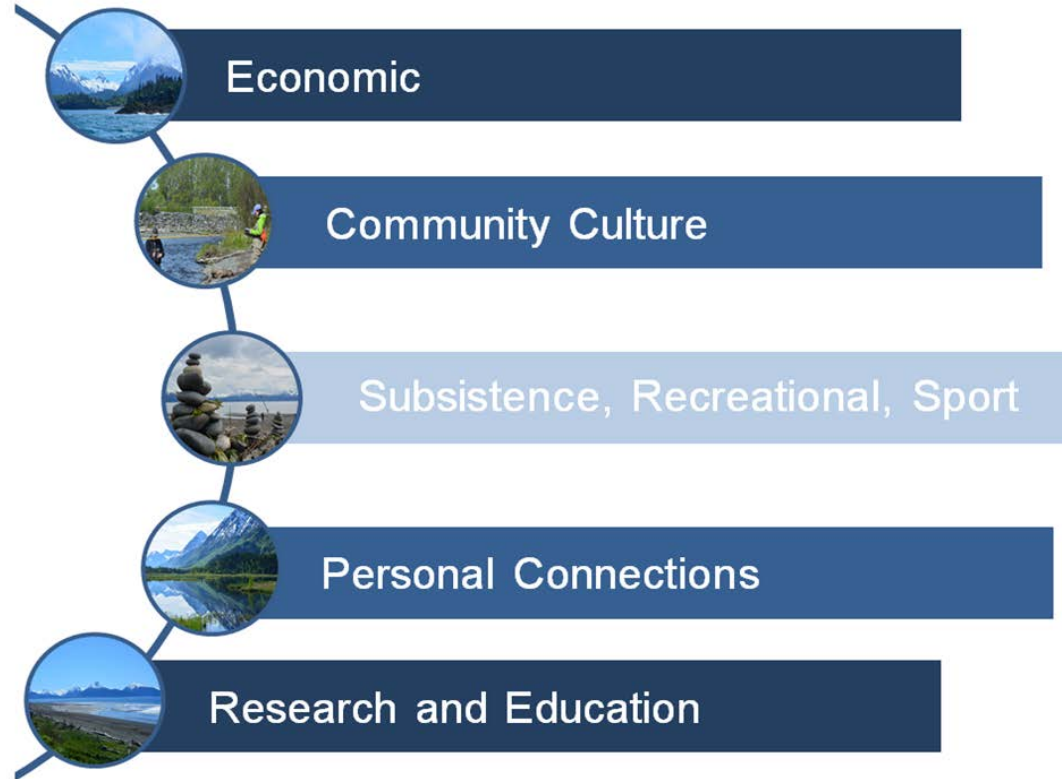 Economic
Community Culture
Subsistence, Recreational, Sport
Personal Connections
Research and Education